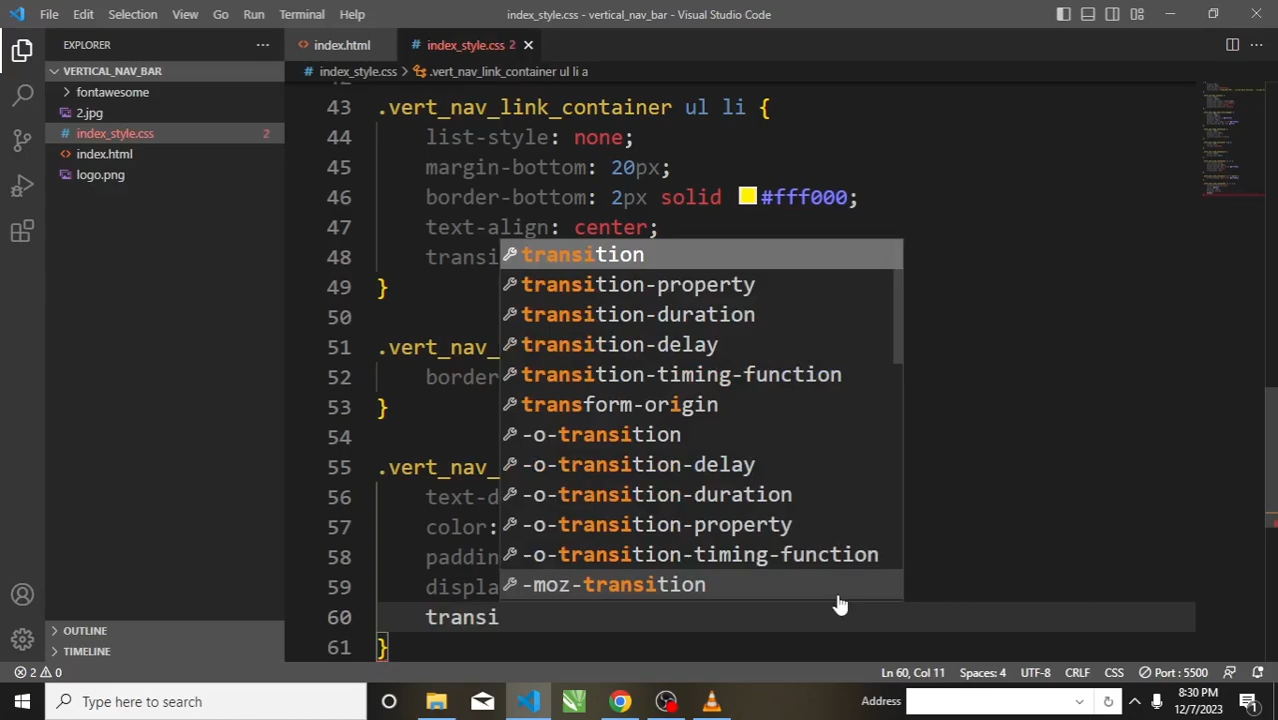 File Edit Selection View Go Run Terminal Help index_style.css - vertical_nav_bar - Visual Studio Code
EXPLORER
index.html
index_style.css 2
VERTICAL_NAV_BAR
index_style.css > .vert_nav_link_container ul li a
fontawesome
2.jpg
index_style.css 2
index.html
logo.png
43 .vert_nav_link_container ul li {
44 list-style: none;
45 margin-bottom: 20px;
46 border-bottom: 2px solid #fff000;
47 text-align: center;
48 transi
49 }
50
51 .vert_nav_
52 border
53 }
54
55 .vert_nav_
56 text-d
57 color:
58 paddin
59 displa
60 transi
61 }
transition
transition-property
transition-duration
transition-delay
transition-timing-function
transform-origin
-o-transition
-o-transition-delay
-o-transition-duration
-o-transition-property
-o-transition-timing-function
-moz-transition
OUTLINE
TIMELINE
2 0 Ln 60, Col 11 Spaces: 4 UTF-8 CRLF CSS Port : 5500
Type here to search
Address
8:30 PM
12/7/2023
1